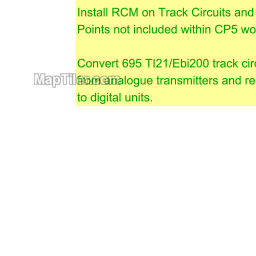 Install RCM on Track Circuits and
Points not included within CP5 wo
Convert 695 TI21/Ebi200 track circ
from analogue transmitters and re
to digital units.
MapTiler.com